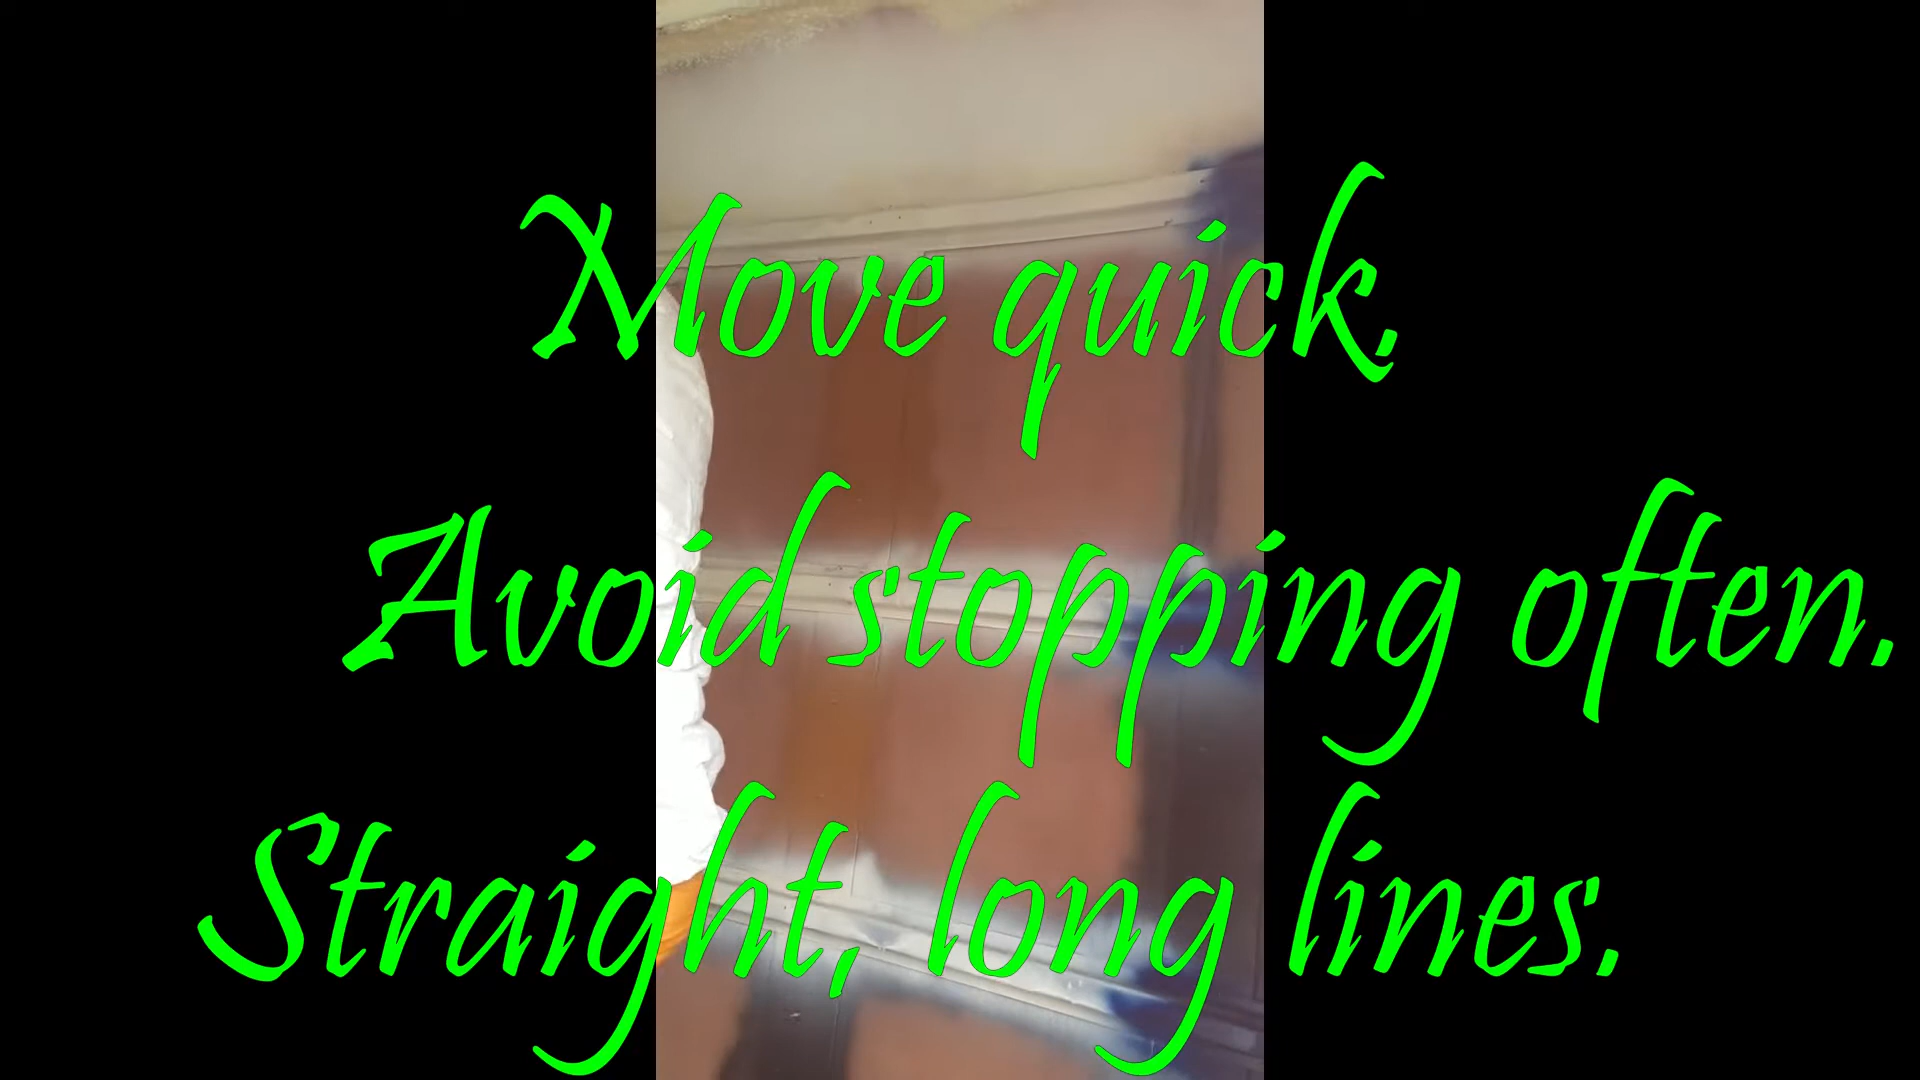 Move quick.
Avoid stopping often.
Straight, long lines.